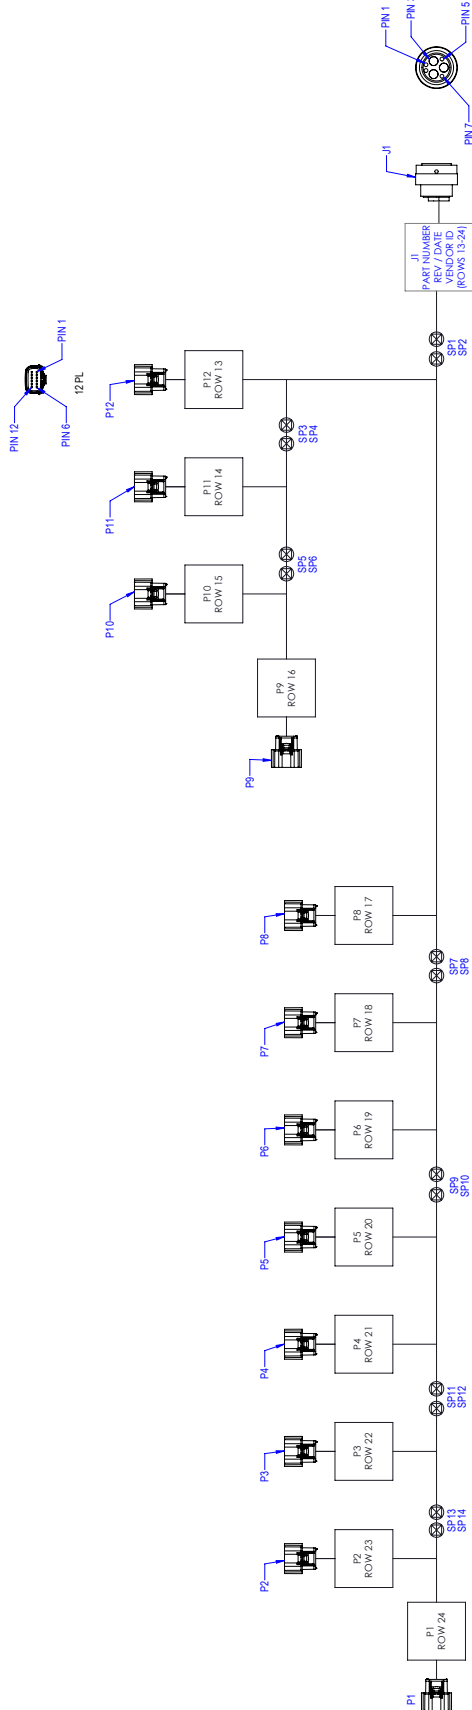 PIN 1
PIN 5
PIN 7
J1
J1
PART NUMBER
REV / DATE
VENDOR ID
(ROWS 13-24)
SP1
SP2
PIN 12
PIN 1
PIN 6
12 PL
P12
P12
ROW 13
SP3
SP4
P11
P11
ROW 14
SP5
SP6
P10
P10
ROW 15
P9
ROW 16
P9
P8
P8
ROW 17
SP7
SP8
P7
P7
ROW 18
P6
P6
ROW 19
SP9
SP10
P5
P5
ROW 20
P4
P4
ROW 21
SP11
SP12
P3
P3
ROW 22
SP13
SP14
P2
P2
ROW 23
P1
ROW 24
P1